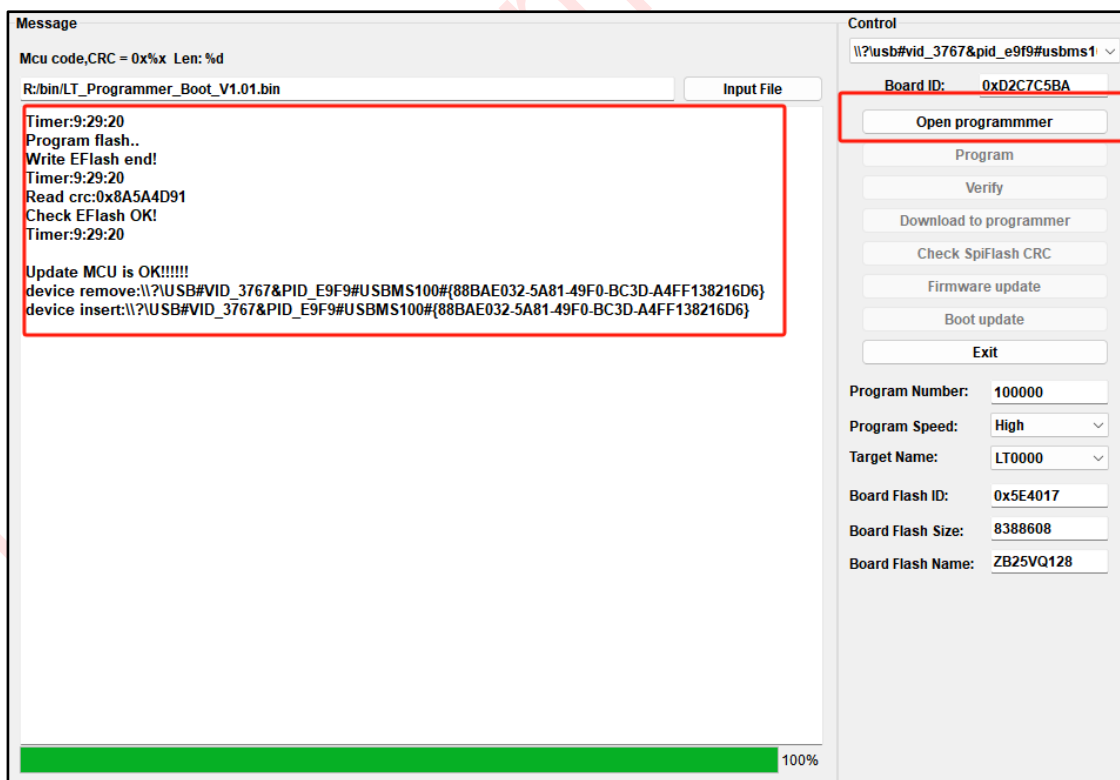 Message
Mcu code,CRC = 0x%x  Len: %d
R:/bin/LT_Programmer_Boot_V1.01.bin
Input File
Timer:9:29:20
Program flash..
Write EFlash end!
Timer:9:29:20
Read crc:0x8A5A4D91
Check EFlash OK!
Timer:9:29:20
Update MCU is OK!!!!!!
device remove:\\?\USB#VID_3767&PID_E9F9#USBMS100#{88BAE032-5A81-49F0-BC3D-A4FF138216D6}
device insert:\\?\USB#VID_3767&PID_E9F9#USBMS100#{88BAE032-5A81-49F0-BC3D-A4FF138216D6}
100%
Control
\\?\usb#vid_3767&pid_e9f9#usbms1
Board ID: 0xD2C7C5BA
Open programmmer
Program
Verify
Download to programmer
Check SpiFlash CRC
Firmware update
Boot update
Exit
Program Number: 100000
Program Speed: High
Target Name: LT0000
Board Flash ID: 0x5E4017
Board Flash Size: 8388608
Board Flash Name: ZB25VQ128